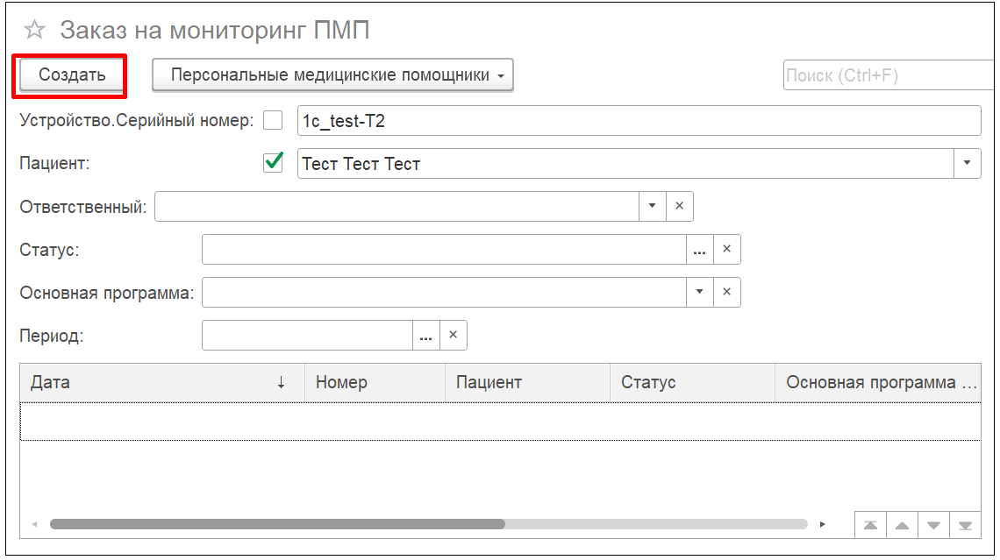 Заказ на мониторинг ПМП
Создать Персональные медицинские помощники Поиск (Ctrl+F)
Устройство.Серийный номер: 1c_test-T2
Пациент: Тест Тест Тест
Ответственный:
Статус: ...
Основная программа:
Период: ...
Дата Номер Пациент Статус Основная программа ...